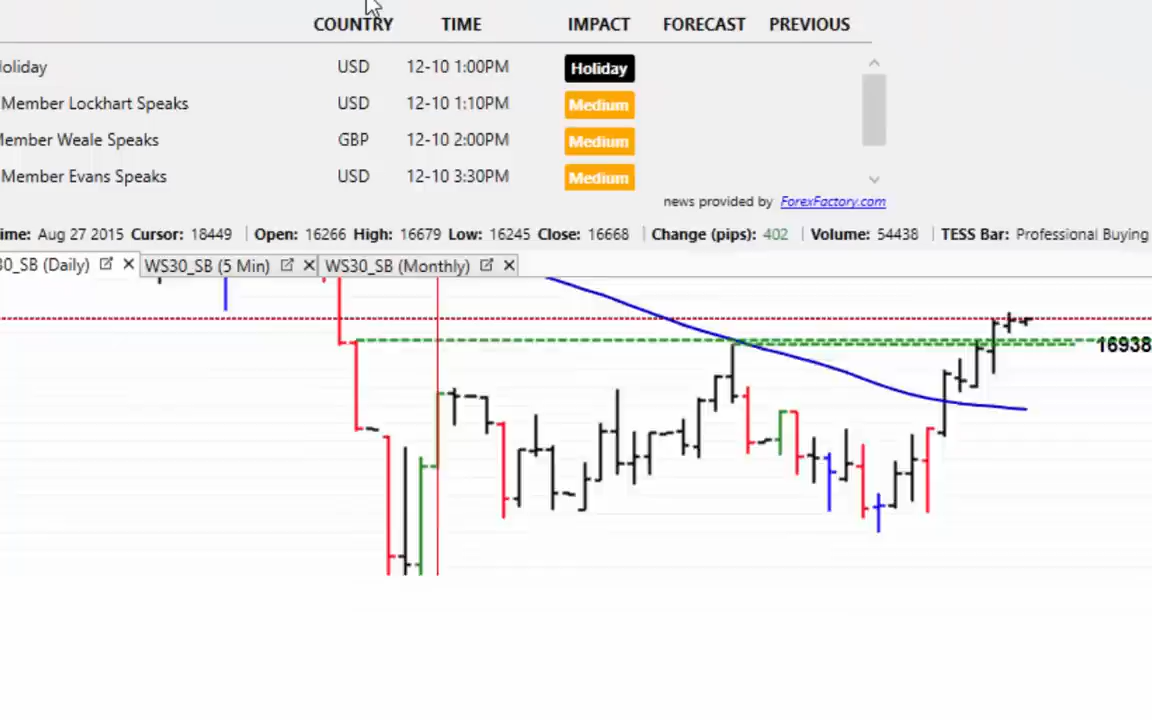 COUNTRY TIME IMPACT FORECAST PREVIOUS
oliday USD 12-10 1:00PM Holiday
Member Lockhart Speaks USD 12-10 1:10PM Medium
ember Weale Speaks GBP 12-10 2:00PM Medium
Member Evans Speaks USD 12-10 3:30PM Medium
news provided by ForexFactory.com
ime: Aug 27 2015 Cursor: 18449 | Open: 16266 High: 16679 Low: 16245 Close: 16668 | Change (pips): 402 | Volume: 54438 | TESS Bar: Professional Buying
30_SB (Daily) WS30_SB (5 Min) WS30_SB (Monthly)
16938